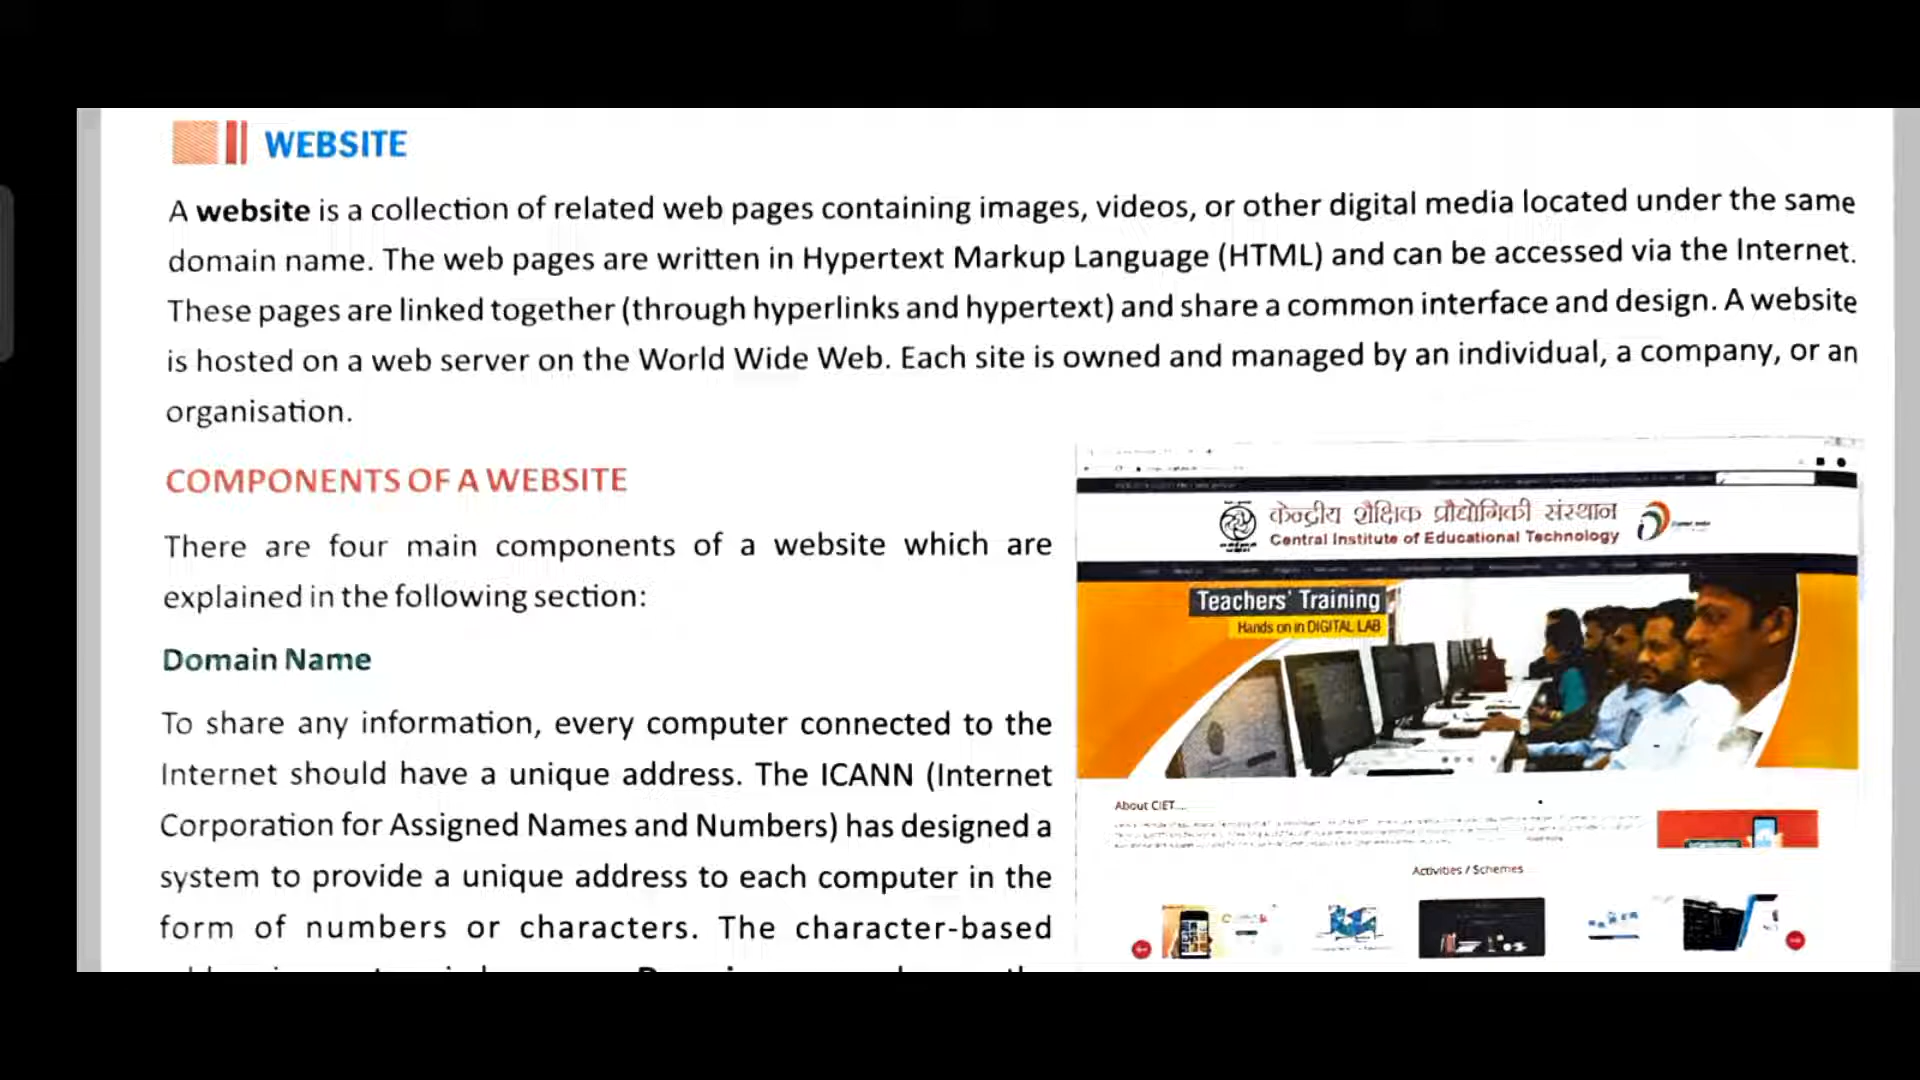 WEBSITE
A website is a collection of related web pages containing images, videos, or other digital media located under the same
domain name. The web pages are written in Hypertext Markup Language (HTML) and can be accessed via the Internet.
These pages are linked together (through hyperlinks and hypertext) and share a common interface and design. A website
is hosted on a web server on the World Wide Web. Each site is owned and managed by an individual, a company, or an
organisation.
COMPONENTS OF A WEBSITE
There are four main components of a website which are
explained in the following section:
Domain Name
To share any information, every computer connected to the
Internet should have a unique address. The ICANN (Internet
Corporation for Assigned Names and Numbers) has designed a
system to provide a unique address to each computer in the
form of numbers or characters. The character-based
केन्द्रीय शैक्षिक प्रौद्योगिकी संस्थान
Central Institute of Educational Technology
Teachers' Training
Hands on in DIGITAL LAB
About CIET...
Activities / Schemes